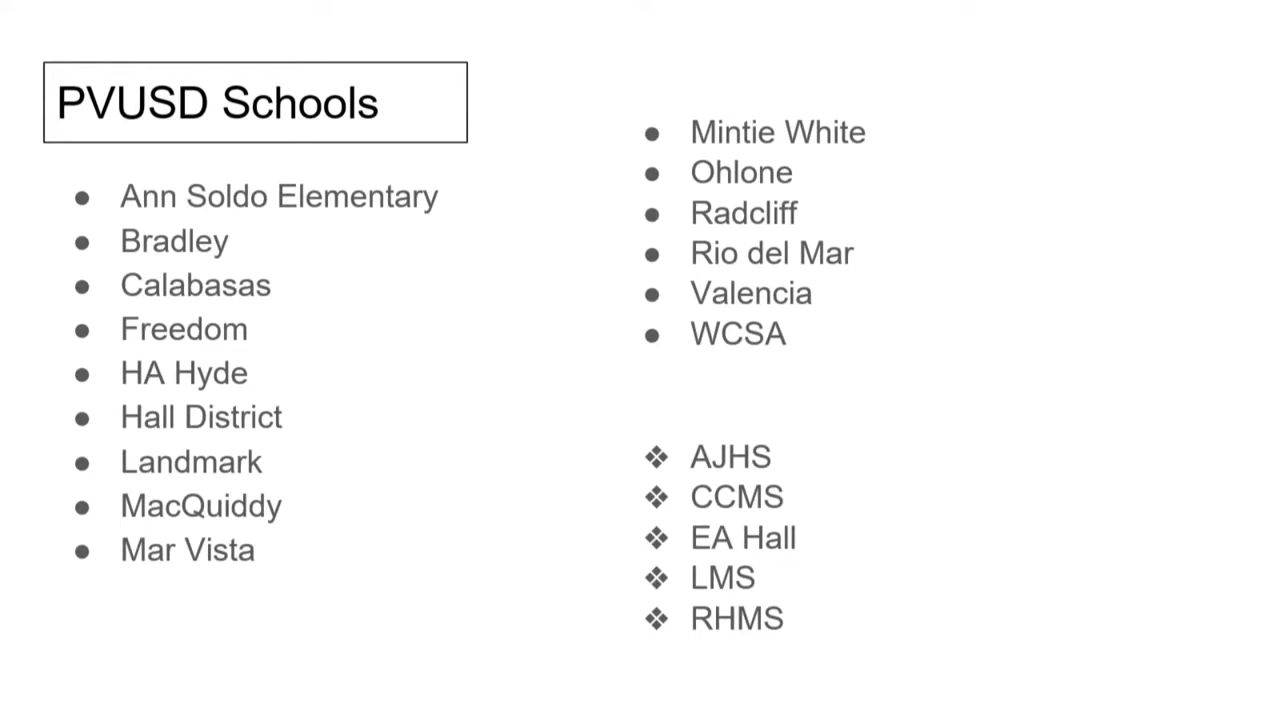 PVUSD Schools
● Ann Soldo Elementary
● Bradley
● Calabasas
● Freedom
● HA Hyde
● Hall District
● Landmark
● MacQuiddy
● Mar Vista
● Mintie White
● Ohlone
● Radcliff
● Rio del Mar
● Valencia
● WCSA
❖ AJHS
❖ CCMS
❖ EA Hall
❖ LMS
❖ RHMS